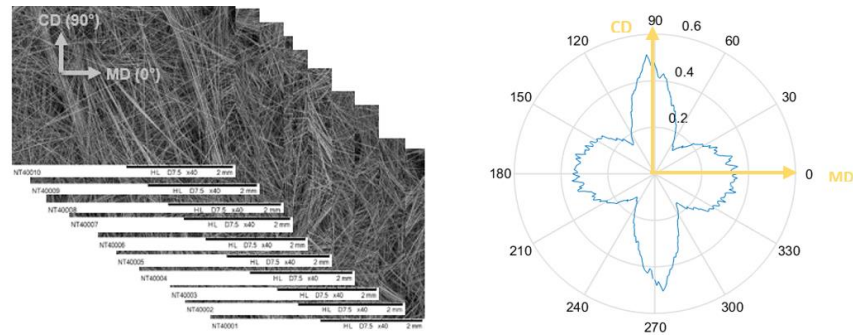 CD (90°)
MD (0°)
NT40010 HL D7.5 x40 2 mm
NT40009 HL D7.5 x40 2 mm
NT40008 HL D7.5 x40 2 mm
NT40007 HL D7.5 x40 2 mm
NT40006 HL D7.5 x40 2 mm
NT40005 HL D7.5 x40 2 mm
NT40004 HL D7.5 x40 2 mm
NT40003 HL D7.5 x40 2 mm
NT40002 HL D7.5 x40 2 mm
NT40001 HL D7.5 x40 2 mm
90
0.6
CD
120
60
0.4
150
30
0.2
180
0
MD
210
330
240
300
270